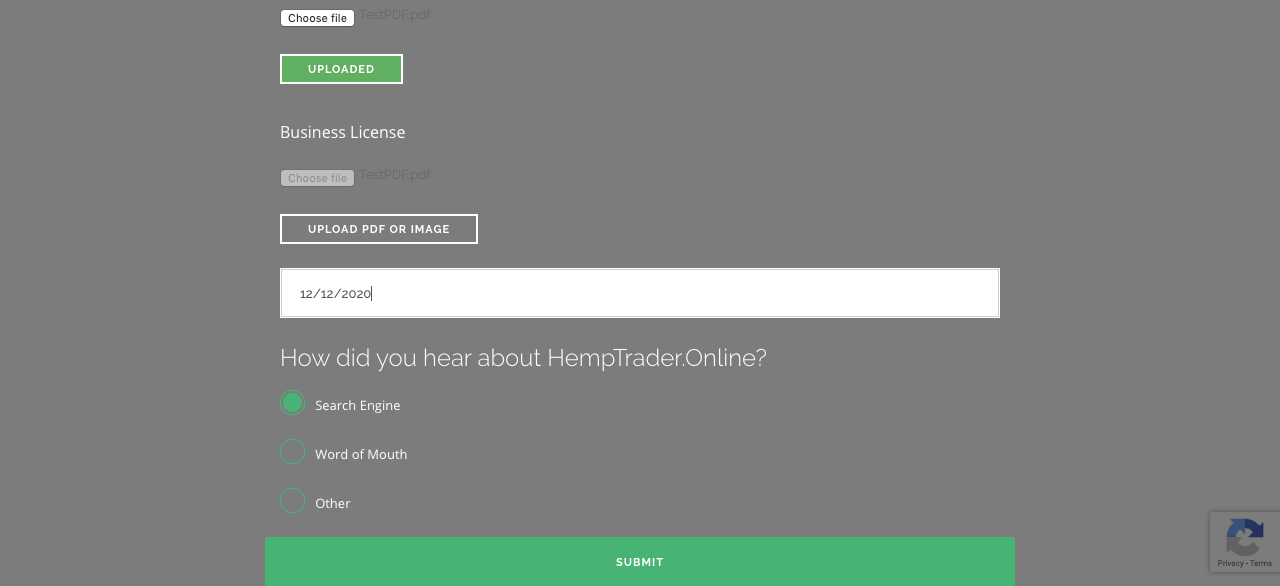 Choose file TestPDF.pdf
UPLOADED
Business License
Choose file TestPDF.pdf
UPLOAD PDF OR IMAGE
12/12/2020
How did you hear about HempTrader.Online?
Search Engine
Word of Mouth
Other
SUBMIT
Privacy - Terms